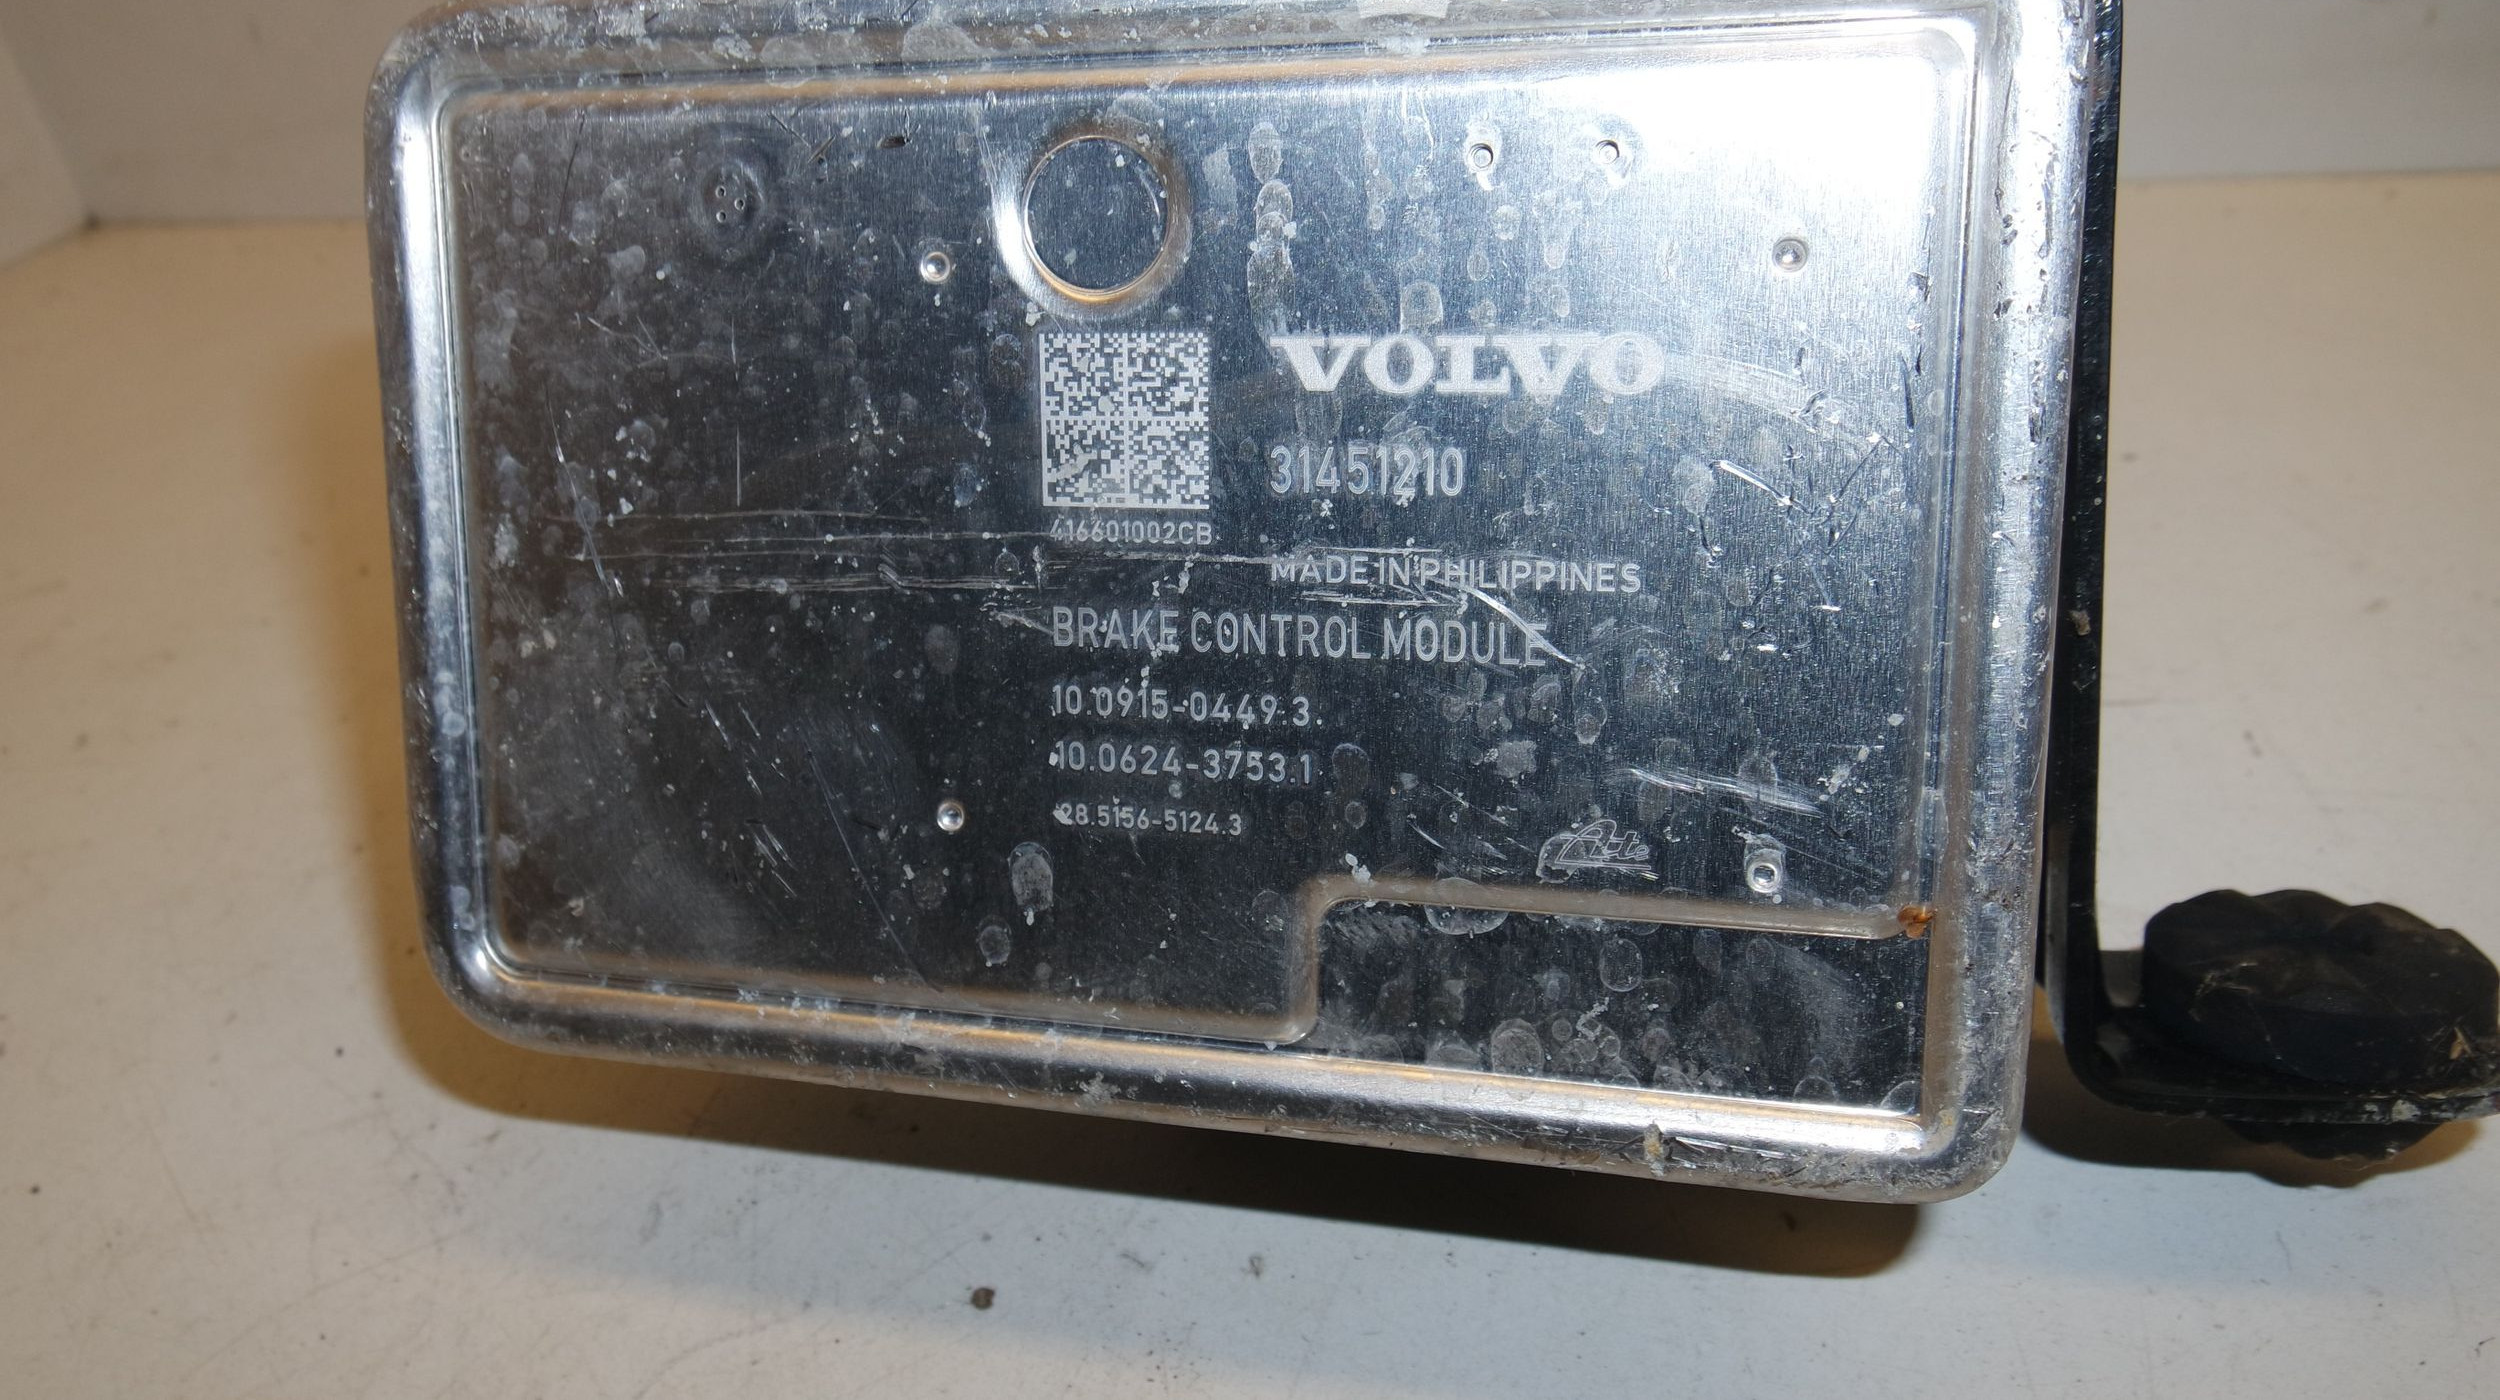 VOLVO
31451210
416601002CB
MADE IN PHILIPPINES
BRAKE CONTROL MODULE
10.0915-0449.3
10.0624-3753.1
28.5156-5124.3
Ate